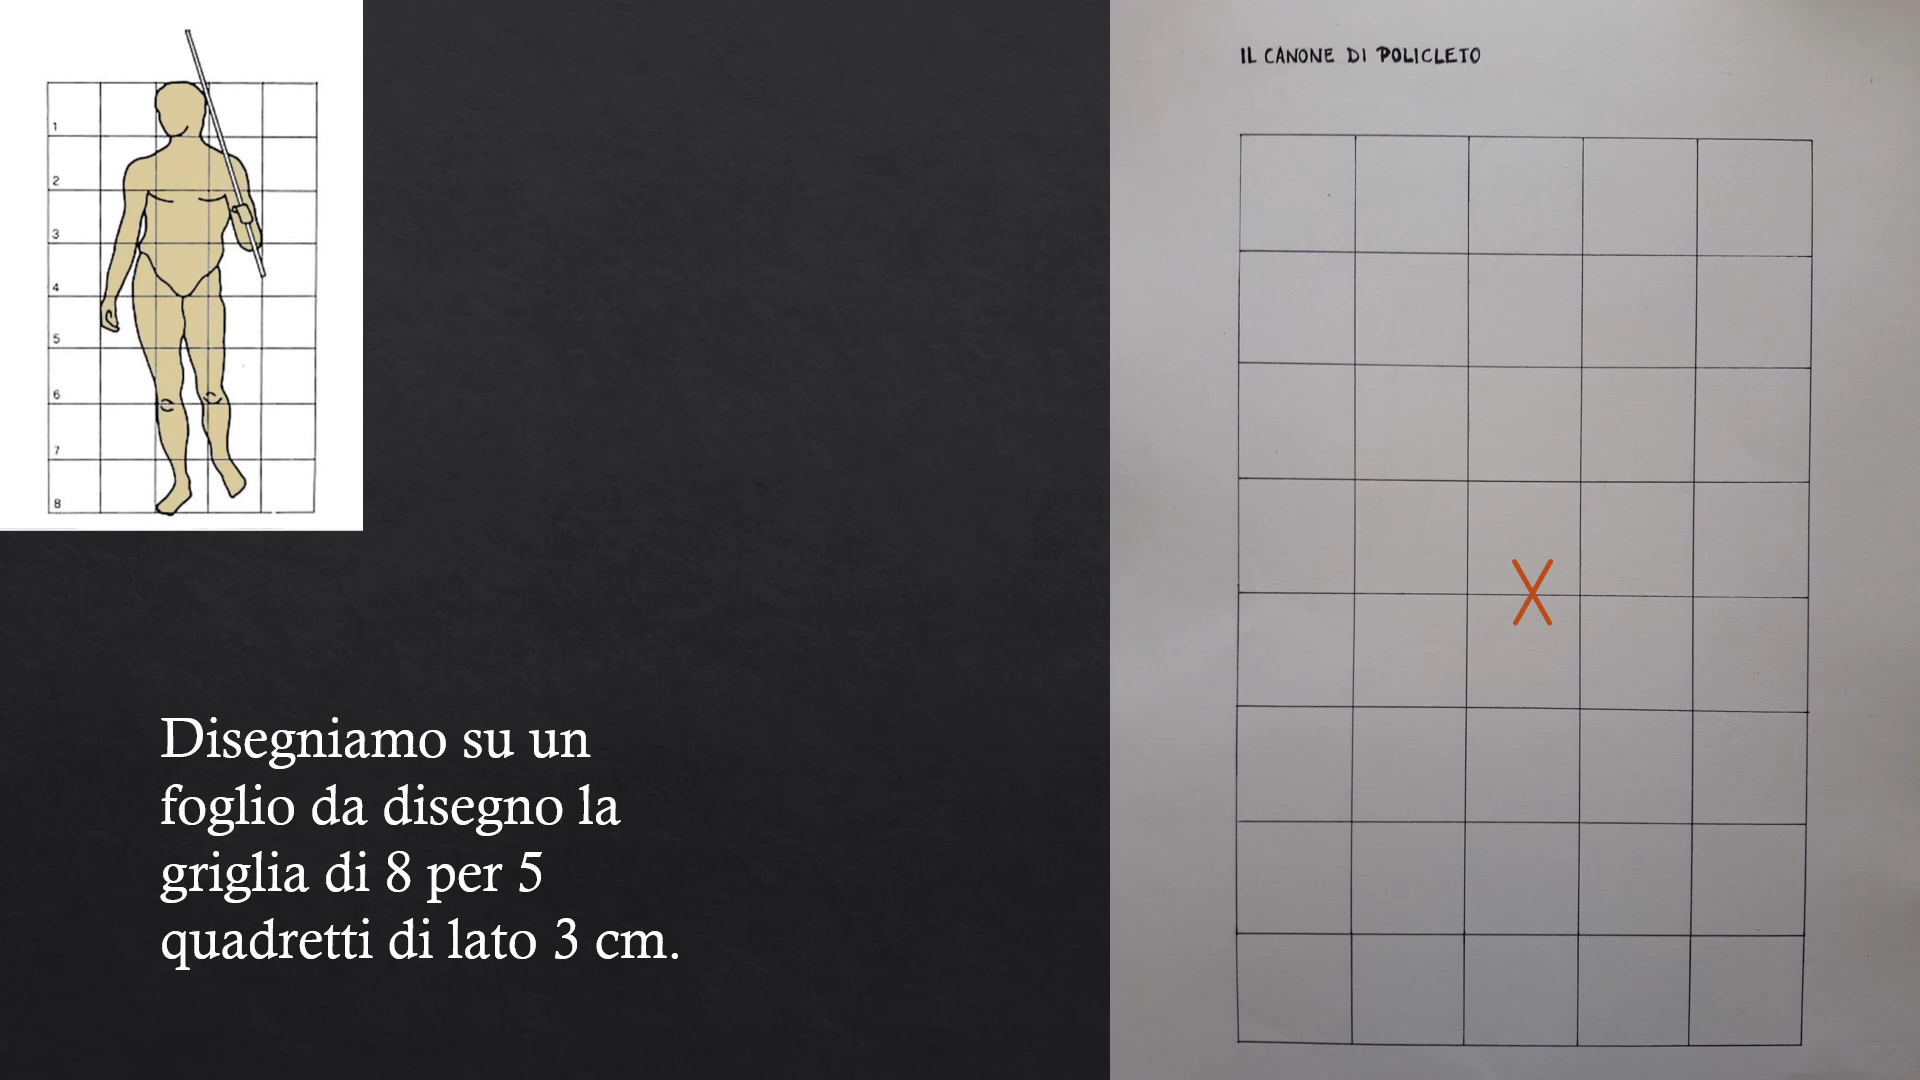 1
2
3
4
5
6
7
8
Disegniamo su un
foglio da disegno la
griglia di 8 per 5
quadretti di lato 3 cm.
IL CANONE DI POLICLETO
X